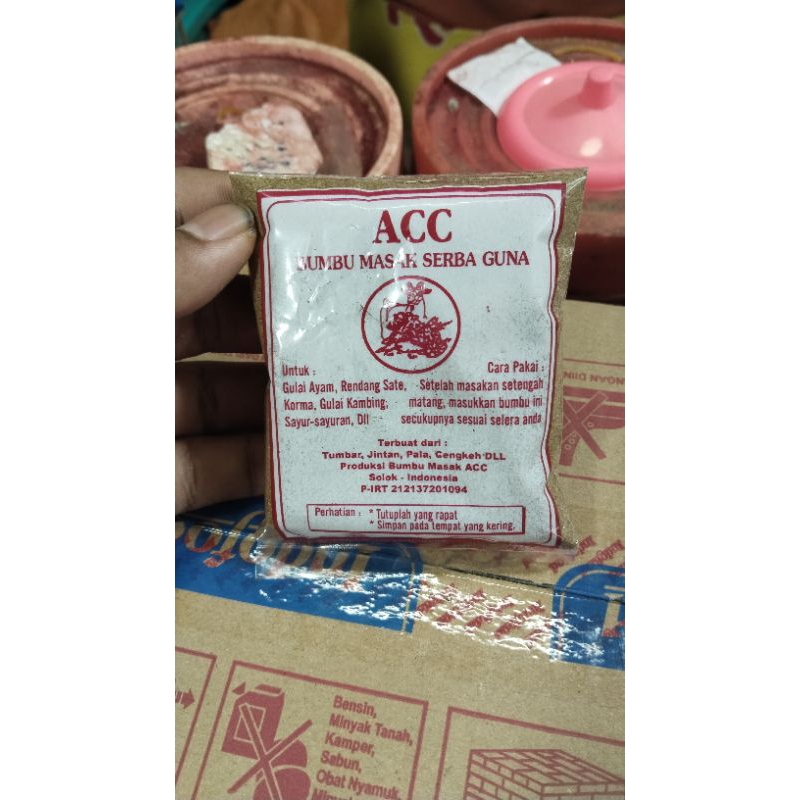 ACC
BUMBU MASAK SERBA GUNA
Untuk :
Gulai Ayam, Rendang Sate,
Korma, Gulai Kambing,
Sayur-sayuran, Dll
Cara Pakai :
Setelah masakan setengah
matang, masukkan bumbu ini
secukupnya sesuai selera anda
Terbuat dari :
Tumbar, Jintan, Pala, Cengkeh DLL
Produksi Bumbu Masak ACC
Solok - Indonesia
P-IRT 212137201094
Perhatian : * Tutuplah yang rapat
* Simpan pada tempat yang kering.
Bensin,
Minyak Tanah,
Kamper,
Sabun,
Obat Nyamuk,